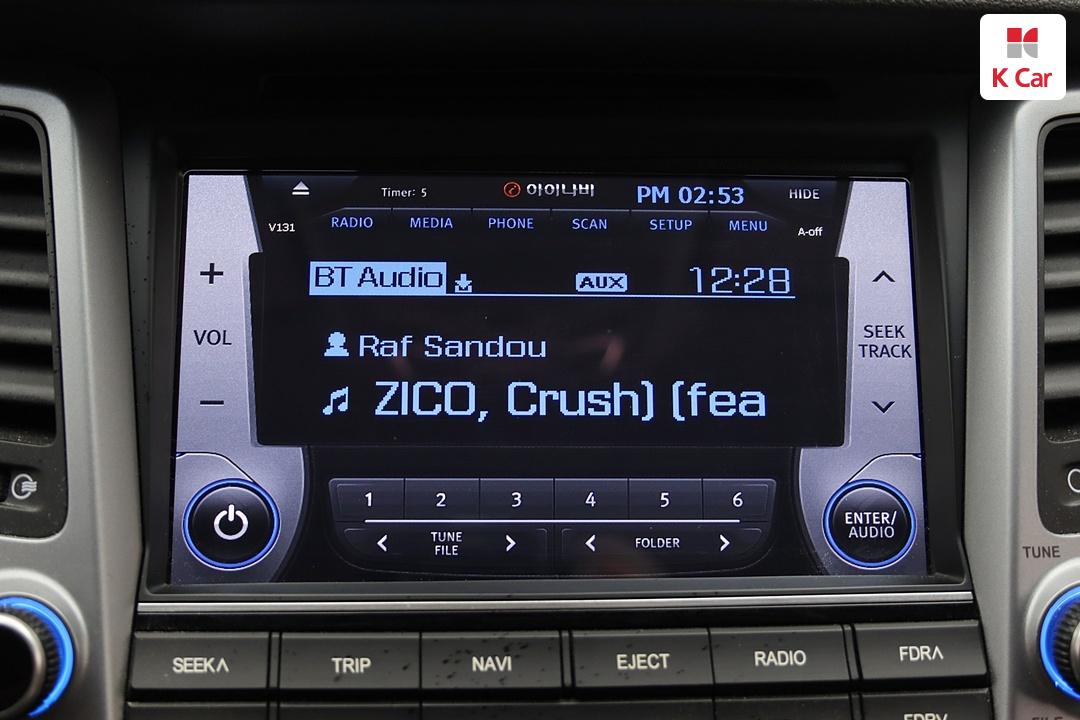 K Car
Timer: 5
아이나비
PM 02:53
HIDE
V131
RADIO
MEDIA
PHONE
SCAN
SETUP
MENU
A-off
BT Audio
AUX
12:28
+
VOL
−
SEEK
TRACK
Raf Sandou
ZICO, Crush) (fea
1 2 3 4 5 6
< TUNE
FILE >
< FOLDER >
ENTER/
AUDIO
TUNE
SEEK∧
TRIP
NAVI
EJECT
RADIO
FDR∧